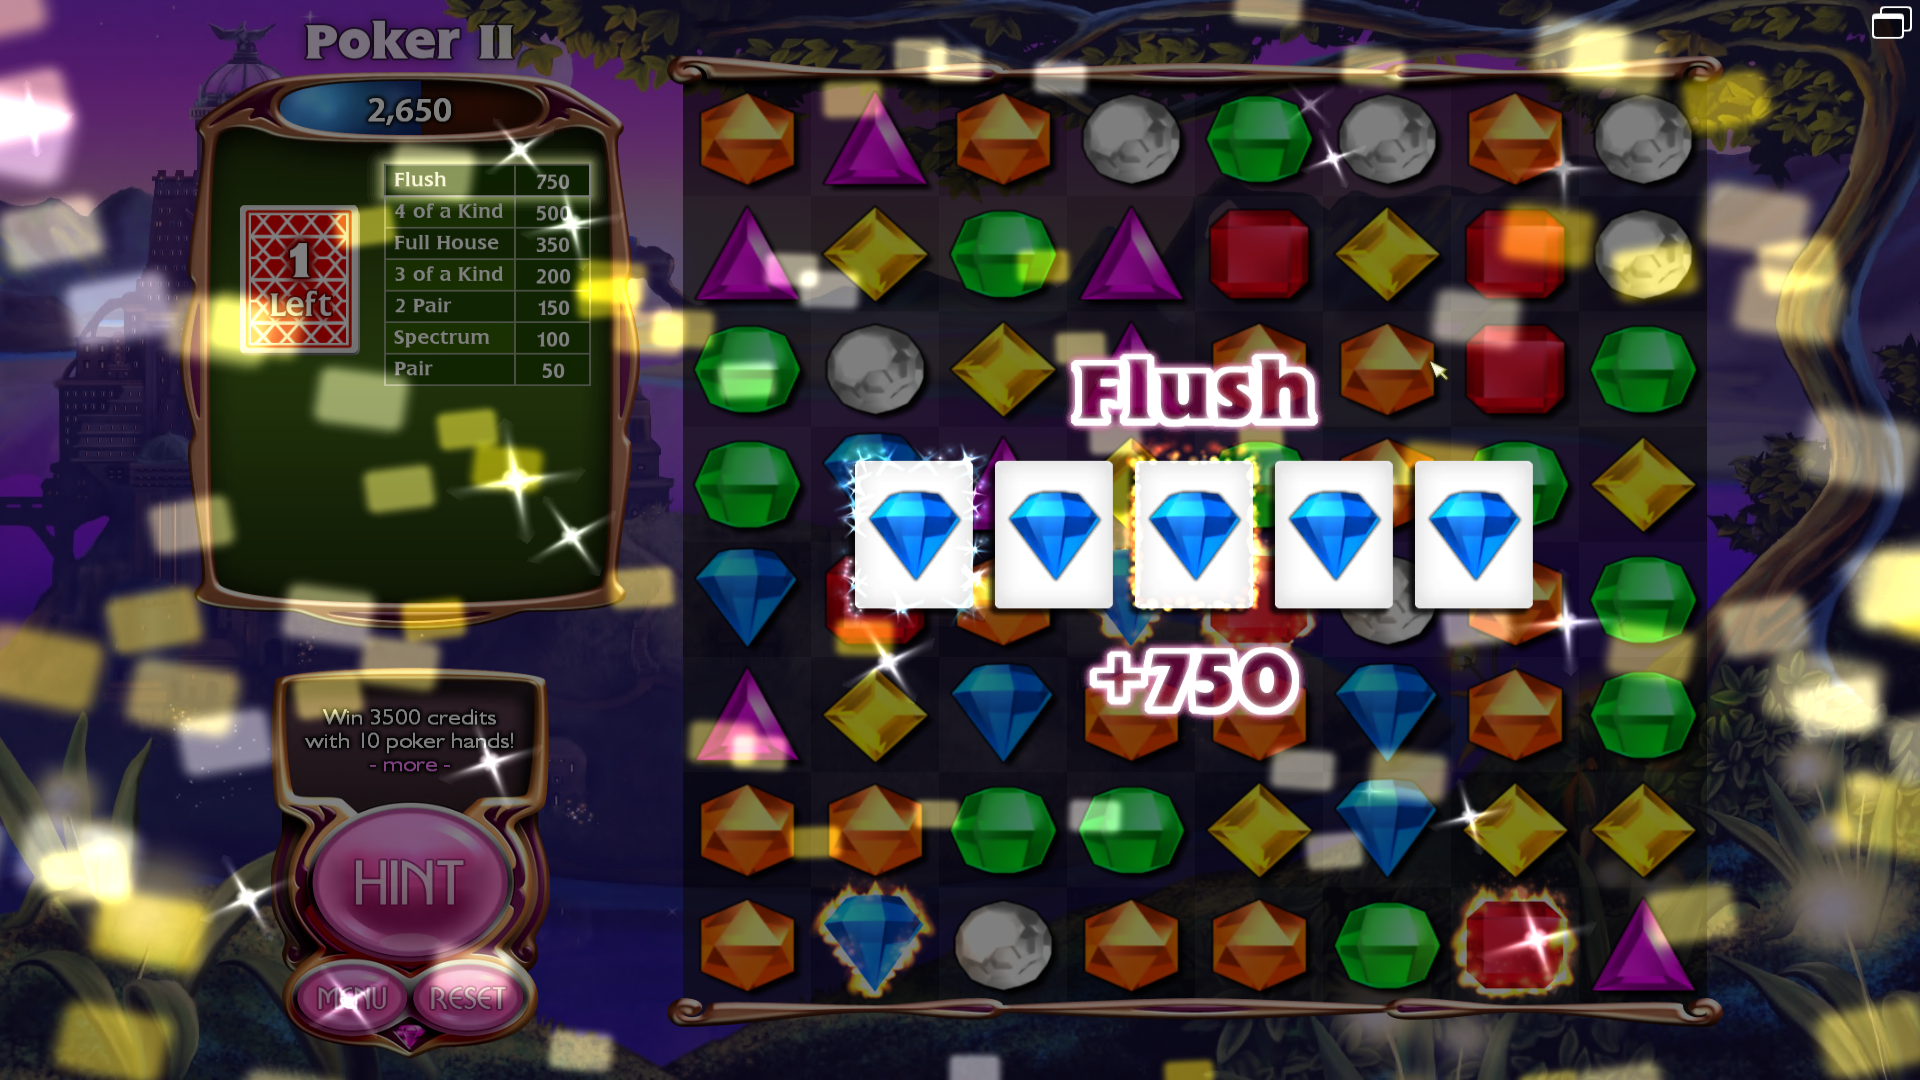 Poker II
2,650
Flush 750
4 of a Kind 500
Full House 350
3 of a Kind 200
2 Pair 150
Spectrum 100
Pair 50
1
Left
Flush
+750
Win 3500 credits
with 10 poker hands!
- more -
HINT
MENU RESET